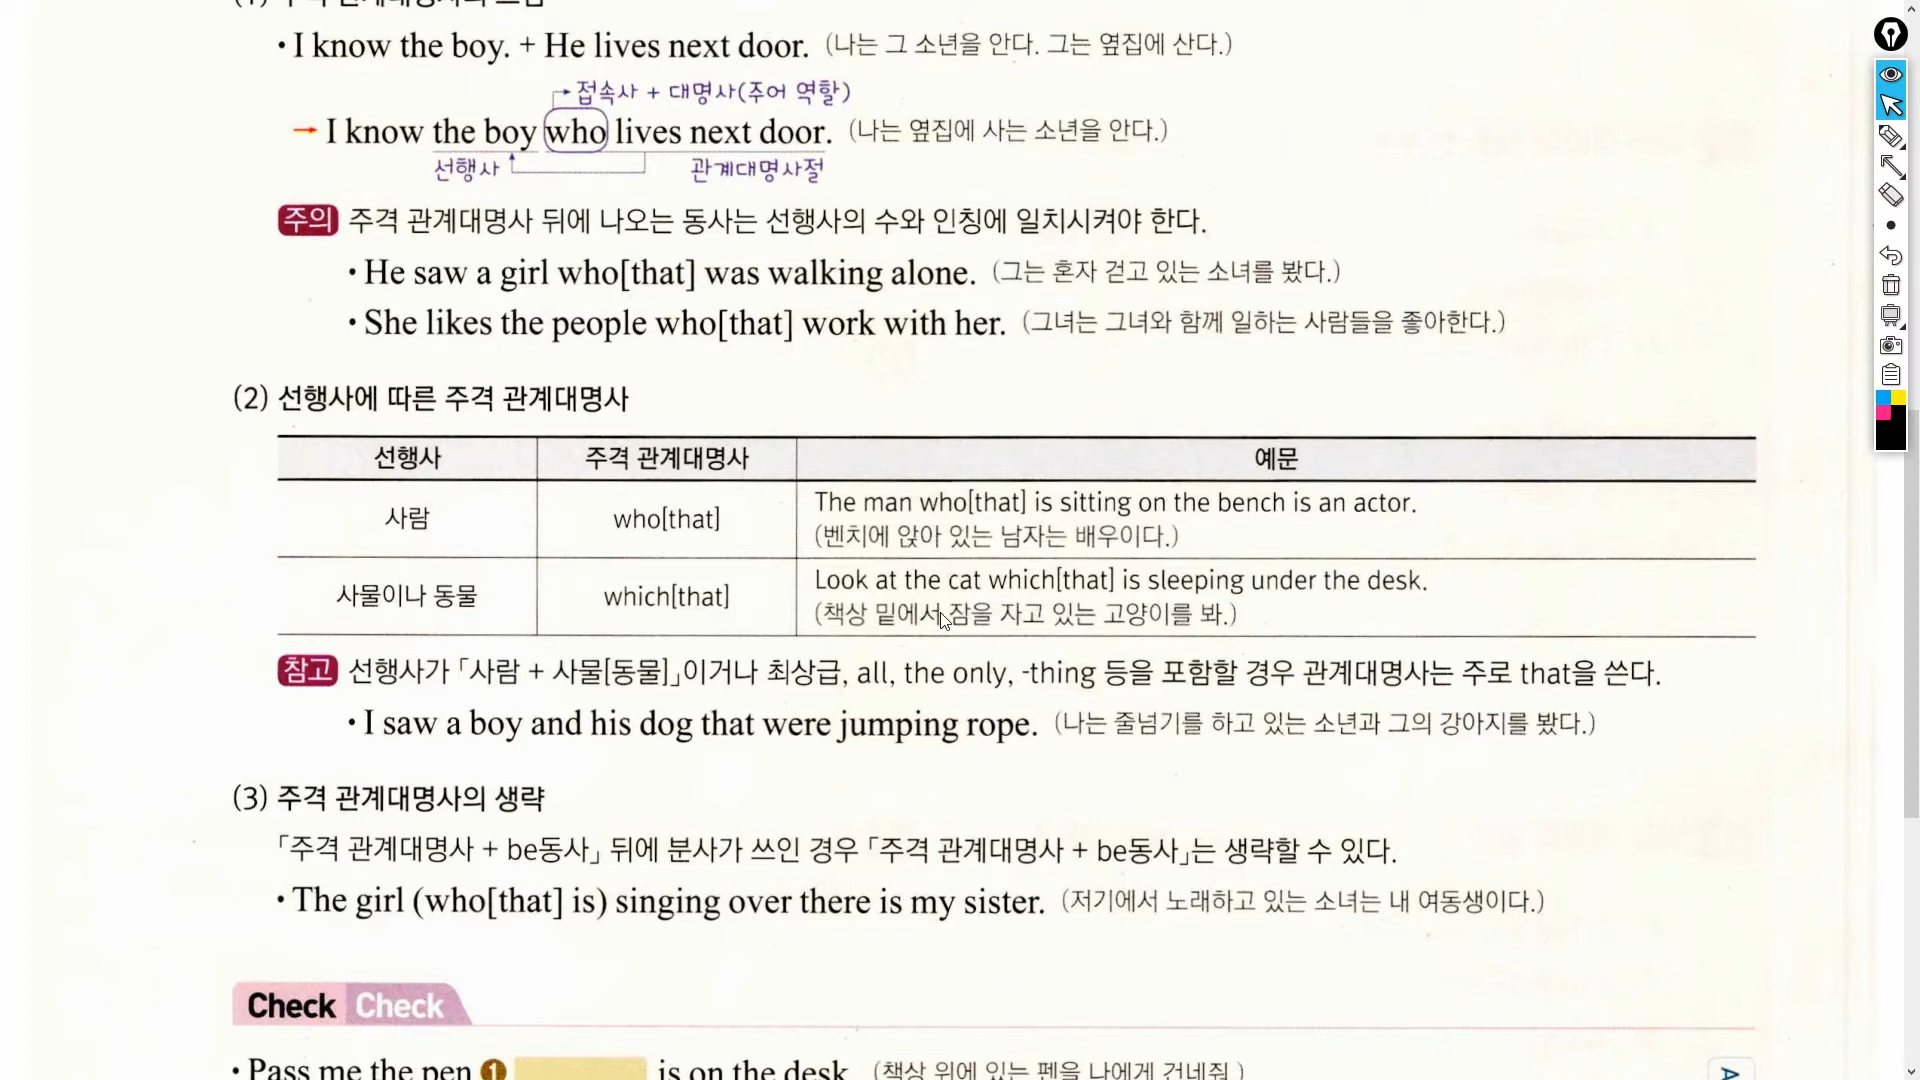 • I know the boy. + He lives next door. (나는 그 소년을 안다. 그는 옆집에 산다.)
접속사 + 대명사(주어 역할)
→ I know the boy who lives next door. (나는 옆집에 사는 소년을 안다.)
선행사 관계대명사절
주의 주격 관계대명사 뒤에 나오는 동사는 선행사의 수와 인칭에 일치시켜야 한다.
• He saw a girl who[that] was walking alone. (그는 혼자 걷고 있는 소녀를 봤다.)
• She likes the people who[that] work with her. (그녀는 그녀와 함께 일하는 사람들을 좋아한다.)
(2) 선행사에 따른 주격 관계대명사
선행사 주격 관계대명사 예문
사람 who[that] The man who[that] is sitting on the bench is an actor.
(벤치에 앉아 있는 남자는 배우이다.)
사물이나 동물 which[that] Look at the cat which[that] is sleeping under the desk.
(책상 밑에서 잠을 자고 있는 고양이를 봐.)
참고 선행사가 「사람 + 사물[동물]」이거나 최상급, all, the only, -thing 등을 포함할 경우 관계대명사는 주로 that을 쓴다.
• I saw a boy and his dog that were jumping rope. (나는 줄넘기를 하고 있는 소년과 그의 강아지를 봤다.)
(3) 주격 관계대명사의 생략
「주격 관계대명사 + be동사」 뒤에 분사가 쓰인 경우 「주격 관계대명사 + be동사」는 생략할 수 있다.
• The girl (who[that] is) singing over there is my sister. (저기에서 노래하고 있는 소녀는 내 여동생이다.)
Check Check
• Pass me the pen 1 is on the desk. (책상 위에 있는 펜을 나에게 건네줘.)
A